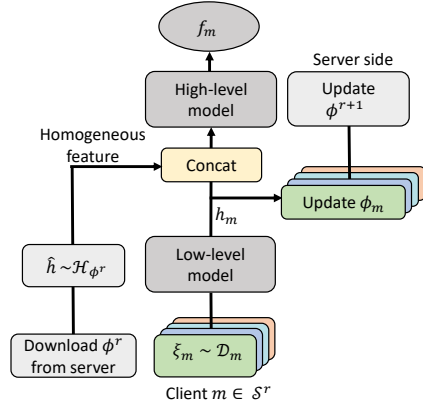 f_m
Server side
High-level
model
Update
ϕ^{r+1}
Homogeneous
feature
Concat
Update ϕ_m
h_m
ĥ ~ℋ_{ϕ^r}
Low-level
model
Download ϕ^r
from server
ξ_m ~ 𝒟_m
Client m ∈ 𝒮^r